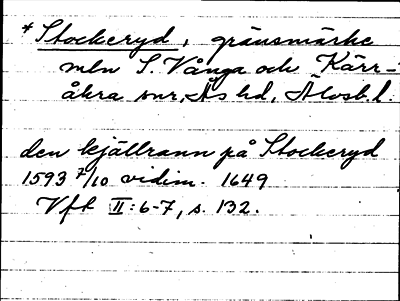 * Stockeryd, gränsmärke
mln S. Vånga och Kärr-
åkra snr, Ås hd, Älvsb. l.
den kjällrann på Stockeryd
1593 7/10 vidim. 1649
Vft II:6-7, s. 132.